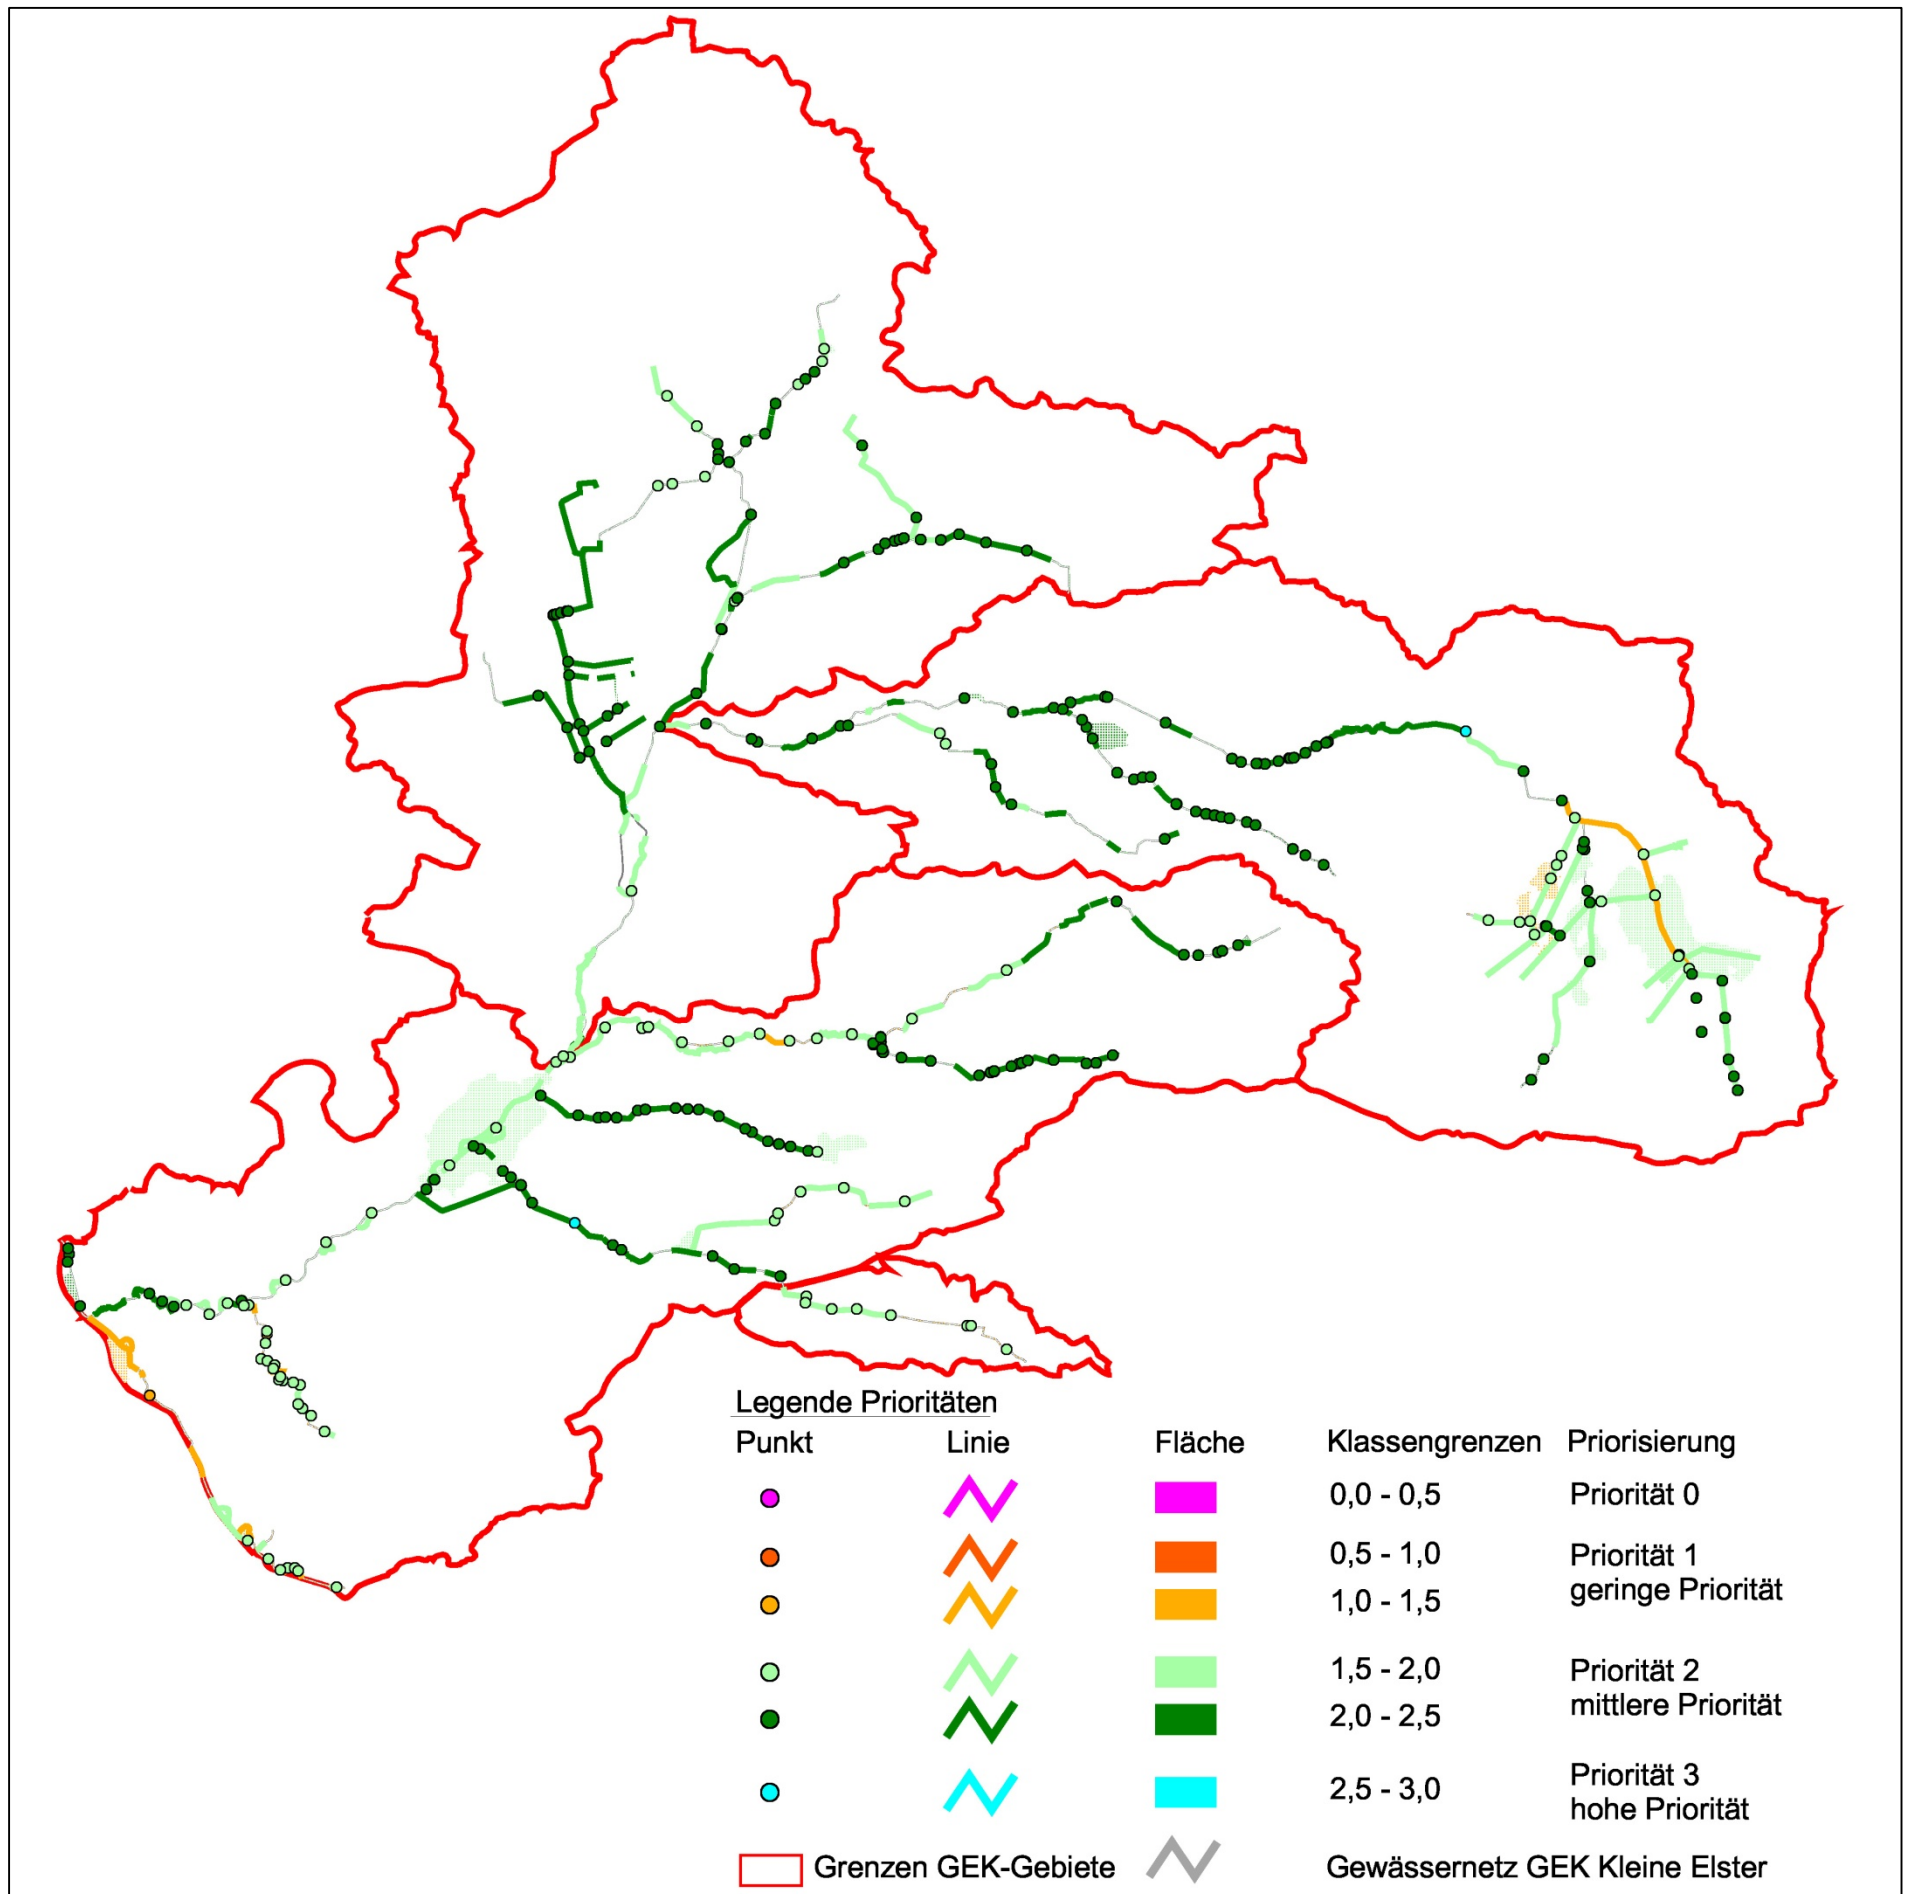 Legende Prioritäten
Punkt Linie Fläche Klassengrenzen Priorisierung
0,0 - 0,5 Priorität 0
0,5 - 1,0 Priorität 1
geringe Priorität
1,0 - 1,5
1,5 - 2,0 Priorität 2
mittlere Priorität
2,0 - 2,5
2,5 - 3,0 Priorität 3
hohe Priorität
Grenzen GEK-Gebiete Gewässernetz GEK Kleine Elster